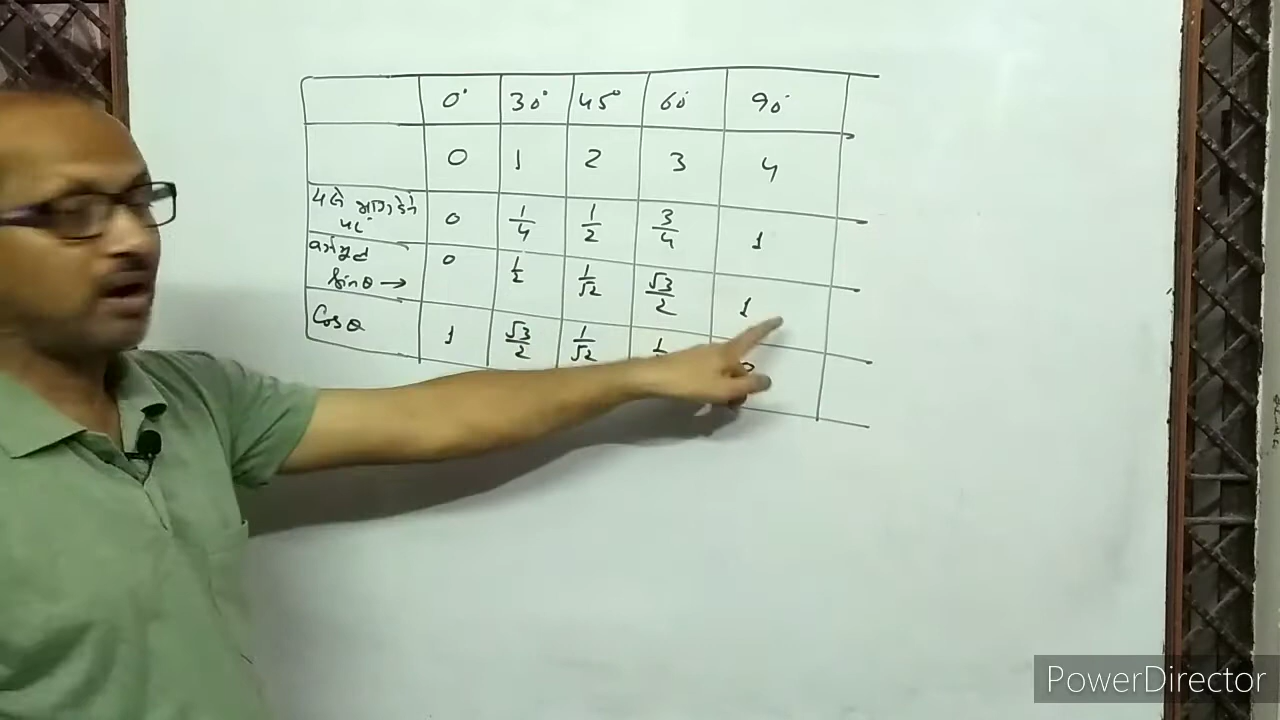 0° 30° 45° 60° 90°
0 1 2 3 4
0 1/4 1/2 3/4 1
sinθ → 0 1/2 1/√2 √3/2 1
Cosθ 1 √3/2 1/√2
PowerDirector